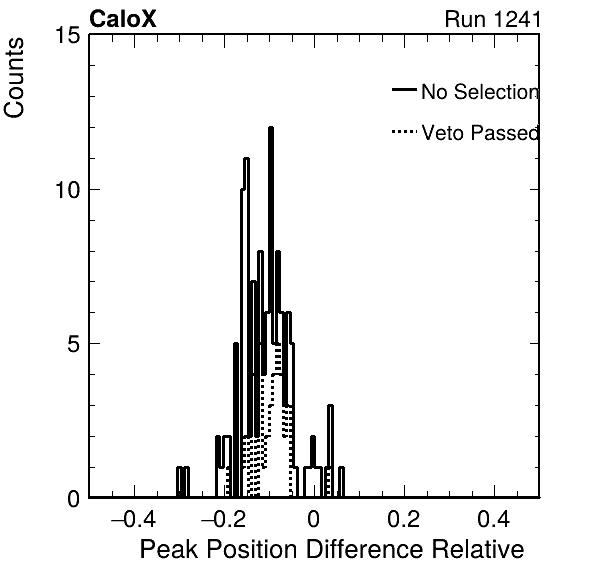 CaloX Run 1241
Counts
15
10
5
0
No Selection
Veto Passed
−0.4 −0.2 0 0.2 0.4
Peak Position Difference Relative